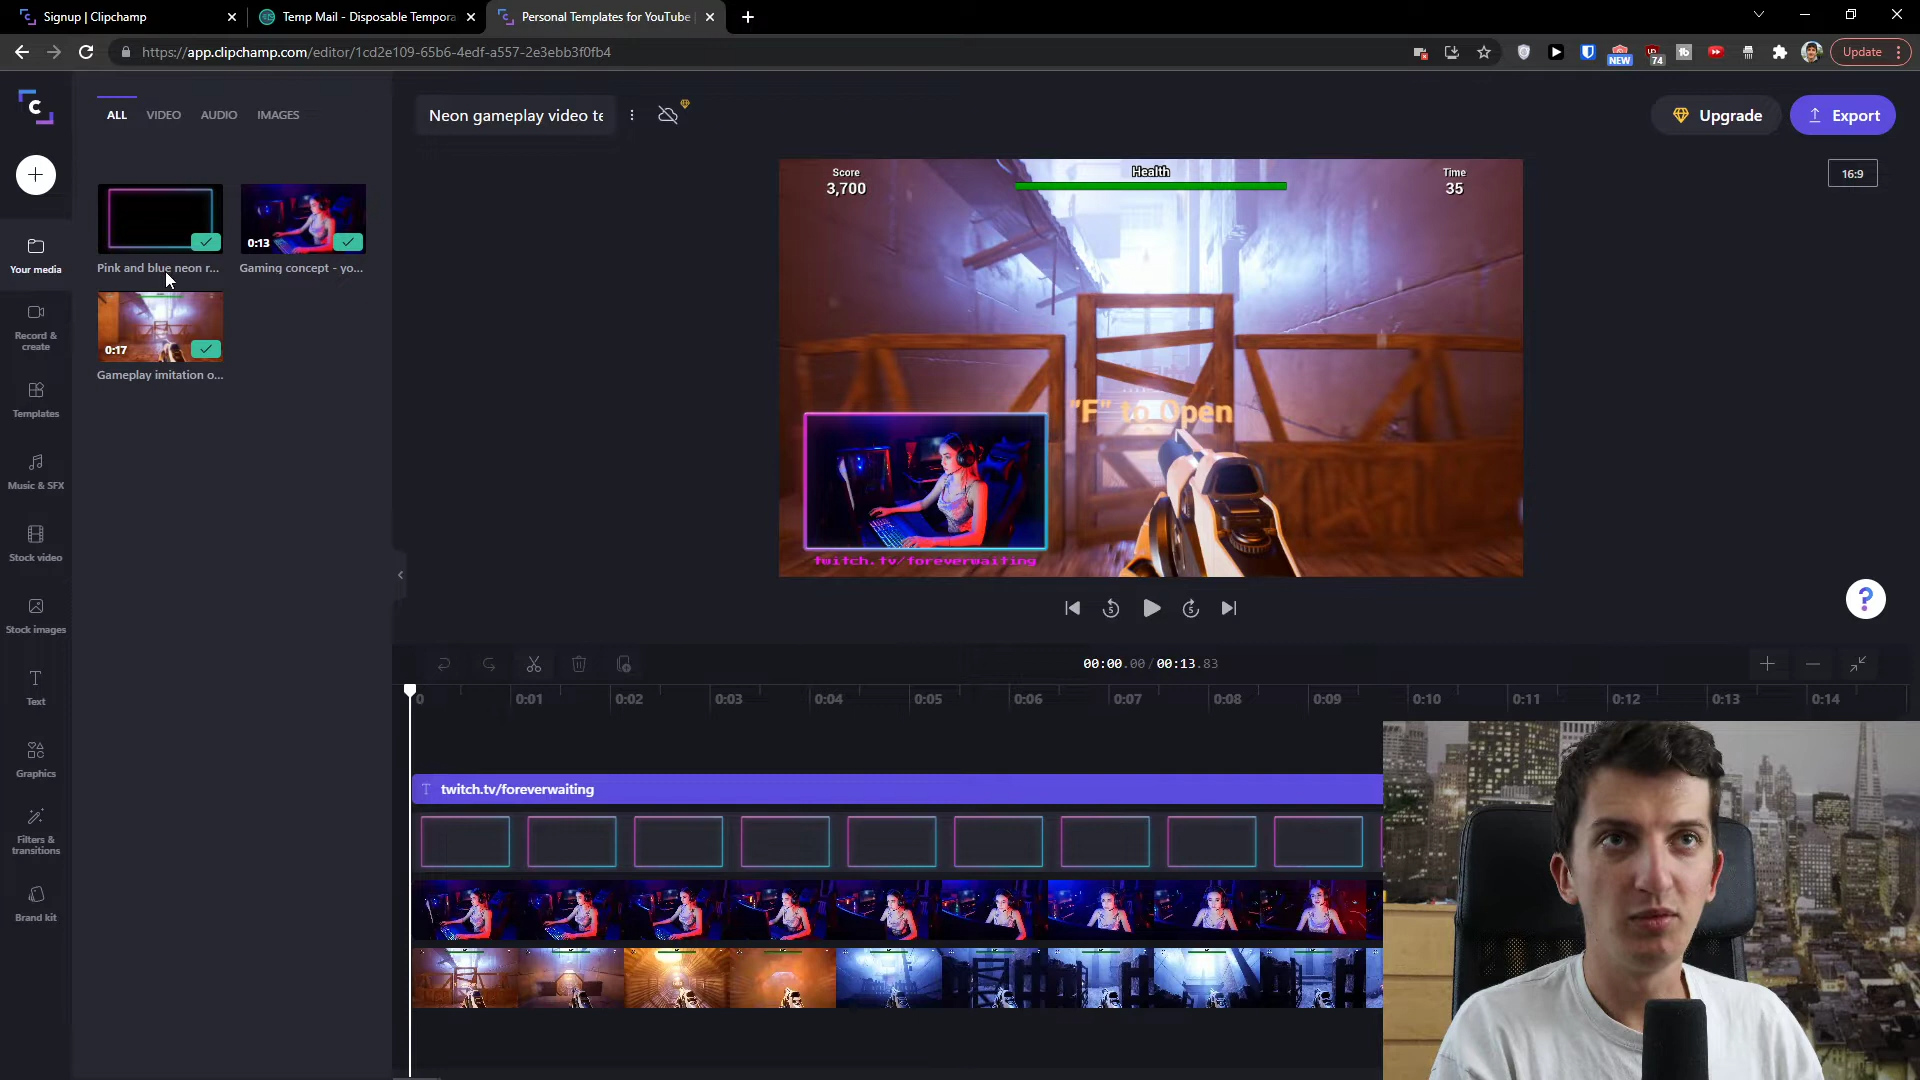 Signup | Clipchamp
Temp Mail - Disposable Tempora
Personal Templates for YouTube |
https://app.clipchamp.com/editor/1cd2e109-65b6-4edf-a557-2e3ebb3f0fb4
NEW
74
Update
ALL
VIDEO
AUDIO
IMAGES
Neon gameplay video te
Upgrade
Export
16:9
Your media
Record &
create
Templates
Music & SFX
Stock video
Stock images
Text
Graphics
Filters &
transitions
Brand kit
Pink and blue neon r...
0:13
Gaming concept - yo...
0:17
Gameplay imitation o...
Score
3,700
Health
Time
35
"F" to Open
twitch.tv/foreverwaiting
5
5
?
00:00.00 / 00:13.83
0
0:01
0:02
0:03
0:04
0:05
0:06
0:07
0:08
0:09
0:10
0:11
0:12
0:13
0:14
T twitch.tv/foreverwaiting